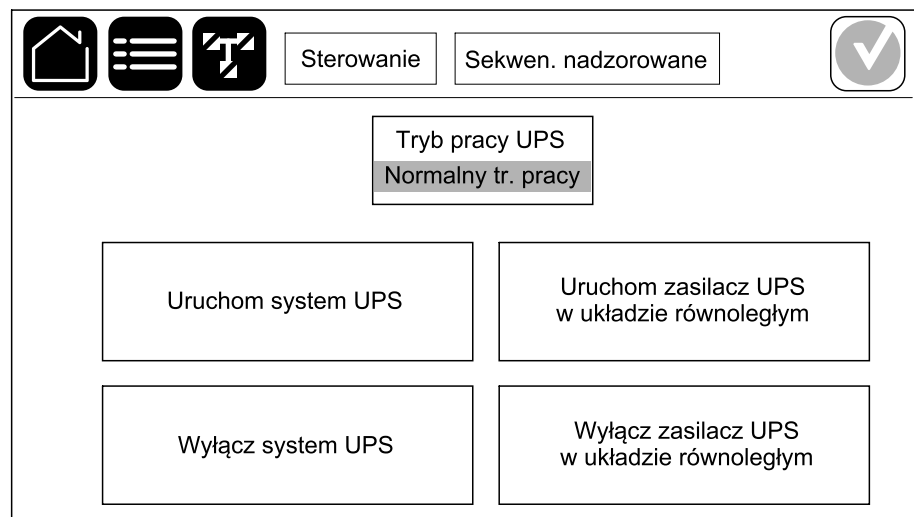 Sterowanie
Sekwen. nadzorowane
Tryb pracy UPS
Normalny tr. pracy
Uruchom system UPS
Uruchom zasilacz UPS
w układzie równoległym
Wyłącz system UPS
Wyłącz zasilacz UPS
w układzie równoległym